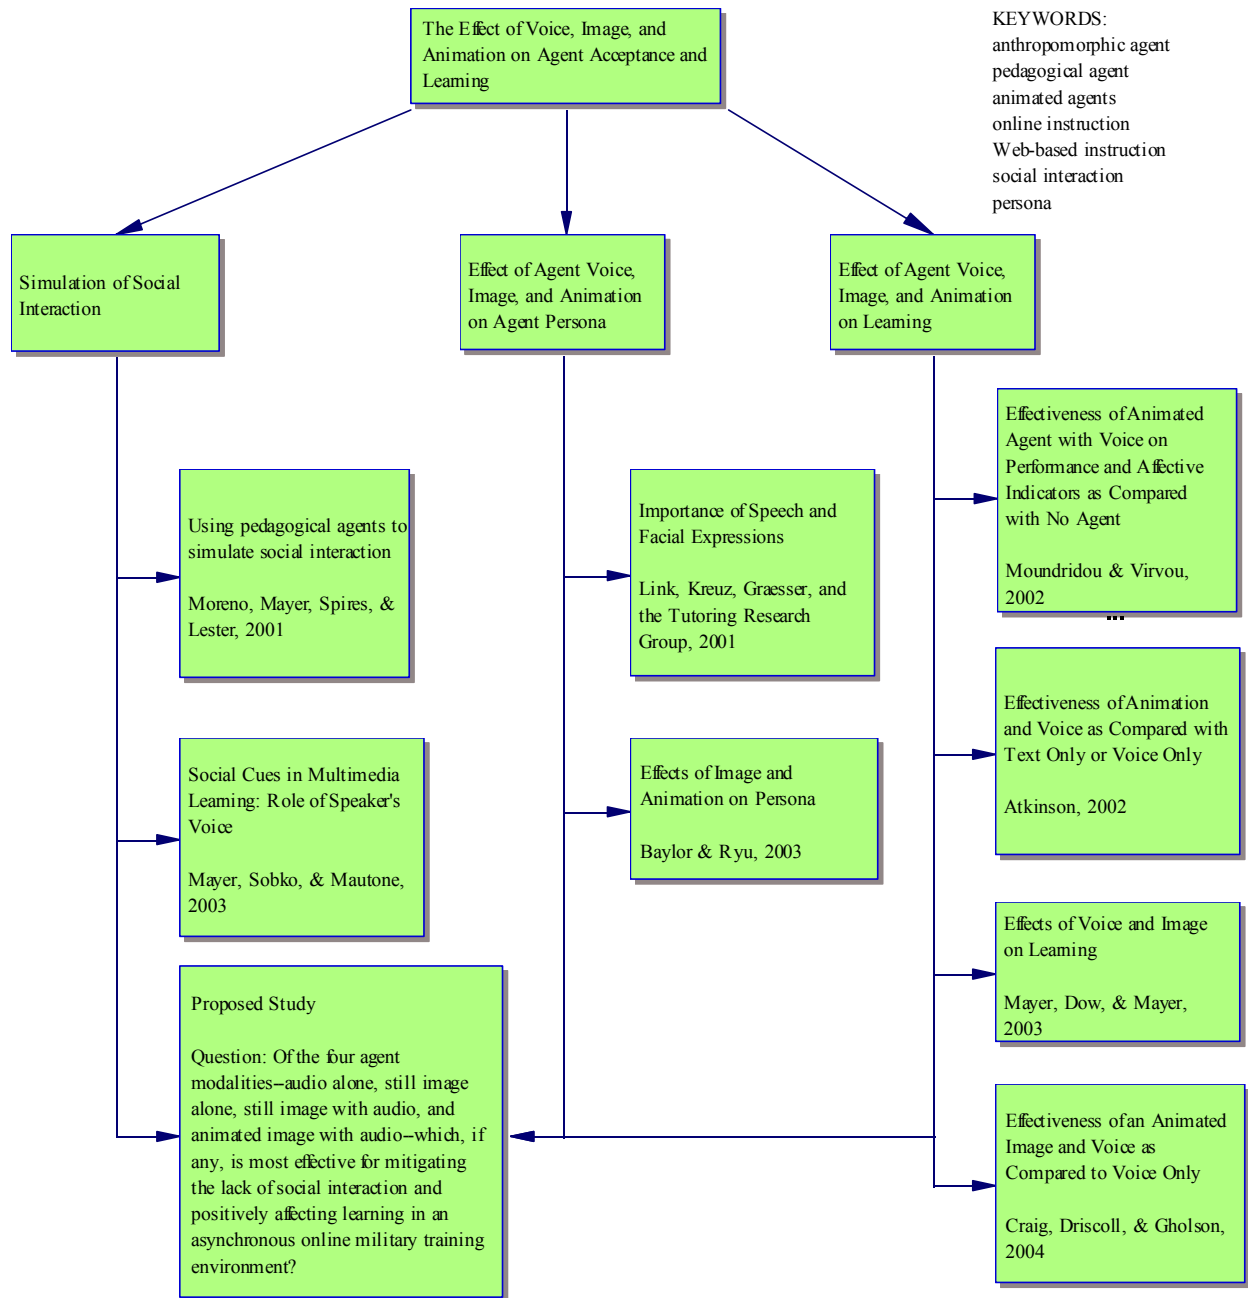 The Effect of Voice, Image, and
Animation on Agent Acceptance and
Learning
KEYWORDS:
anthropomorphic agent
pedagogical agent
animated agents
online instruction
Web-based instruction
social interaction
persona
Simulation of Social
Interaction
Effect of Agent Voice,
Image, and Animation
on Agent Persona
Effect of Agent Voice,
Image, and Animation
on Learning
Using pedagogical agents to
simulate social interaction
Moreno, Mayer, Spires, &
Lester, 2001
Social Cues in Multimedia
Learning: Role of Speaker's
Voice
Mayer, Sobko, & Mautone,
2003
Proposed Study
Question: Of the four agent
modalities–audio alone, still image
alone, still image with audio, and
animated image with audio–which, if
any, is most effective for mitigating
the lack of social interaction and
positively affecting learning in an
asynchronous online military training
environment?
Importance of Speech and
Facial Expressions
Link, Kreuz, Graesser, and
the Tutoring Research
Group, 2001
Effects of Image and
Animation on Persona
Baylor & Ryu, 2003
Effectiveness of Animated
Agent with Voice on
Performance and Affective
Indicators as Compared
with No Agent
Moundridou & Virvou,
2002
...
Effectiveness of Animation
and Voice as Compared with
Text Only or Voice Only
Atkinson, 2002
Effects of Voice and Image
on Learning
Mayer, Dow, & Mayer,
2003
Effectiveness of an Animated
Image and Voice as
Compared to Voice Only
Craig, Driscoll, & Gholson,
2004